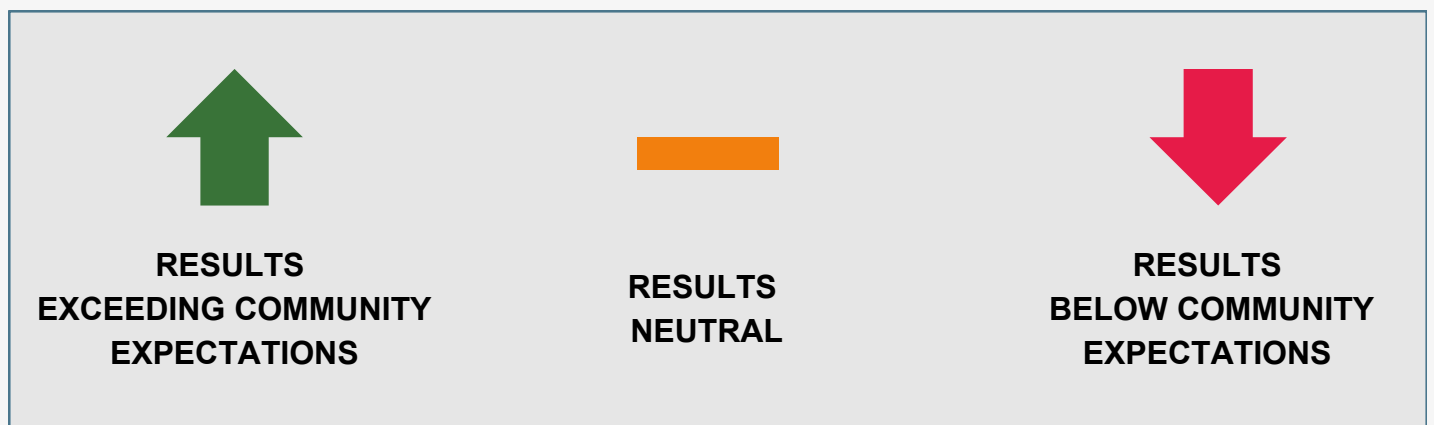 RESULTS
EXCEEDING COMMUNITY
EXPECTATIONS
RESULTS
NEUTRAL
RESULTS
BELOW COMMUNITY
EXPECTATIONS